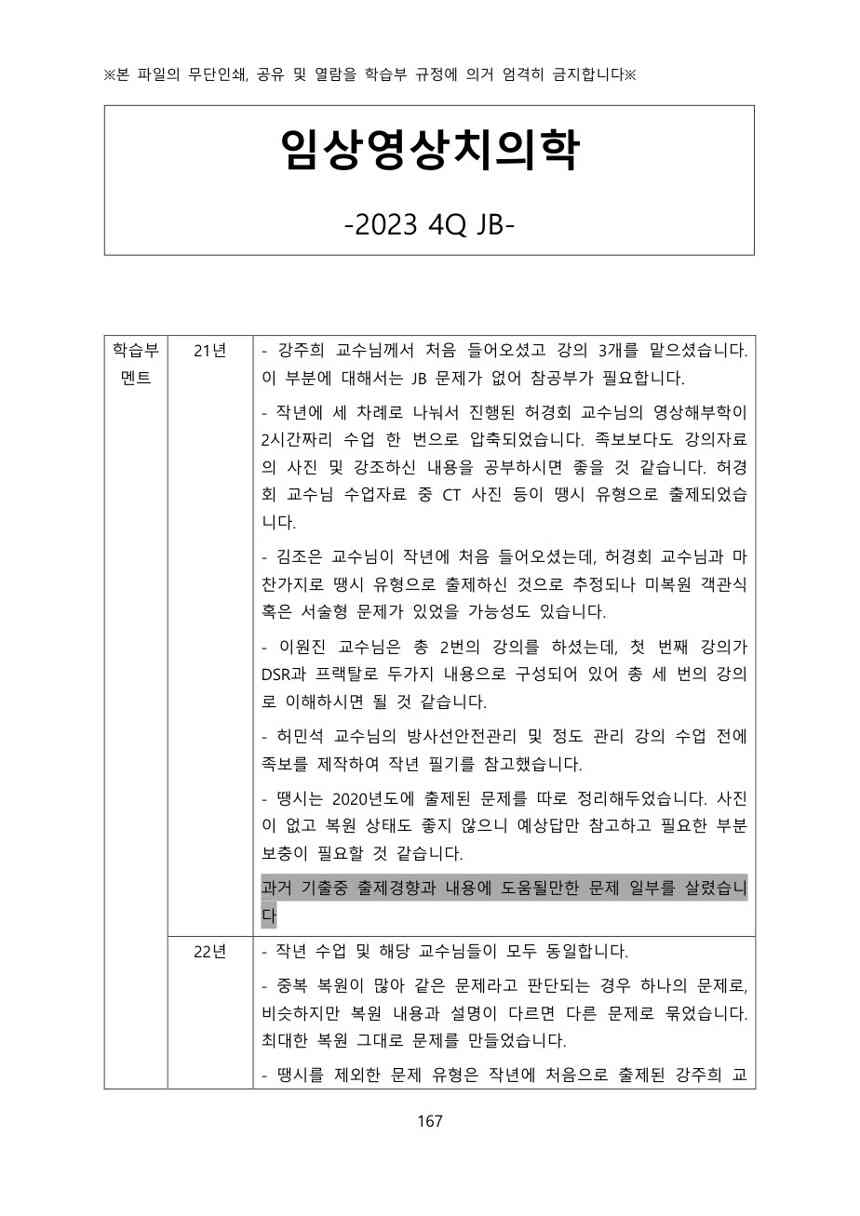 ※본 파일의 무단인쇄, 공유 및 열람을 학습부 규정에 의거 엄격히 금지합니다※
임상영상치의학
-2023 4Q JB-
학습부
멘트
21년
- 강주희 교수님께서 처음 들어오셨고 강의 3개를 맡으셨습니다.
이 부분에 대해서는 JB 문제가 없어 참공부가 필요합니다.
- 작년에 세 차례로 나눠서 진행된 허경회 교수님의 영상해부학이
2시간짜리 수업 한 번으로 압축되었습니다. 족보보다도 강의자료
의 사진 및 강조하신 내용을 공부하시면 좋을 것 같습니다. 허경
회 교수님 수업자료 중 CT 사진 등이 땡시 유형으로 출제되었습
니다.
- 김조은 교수님이 작년에 처음 들어오셨는데, 허경회 교수님과 마
찬가지로 땡시 유형으로 출제하신 것으로 추정되나 미복원 객관식
혹은 서술형 문제가 있었을 가능성도 있습니다.
- 이원진 교수님은 총 2번의 강의를 하셨는데, 첫 번째 강의가
DSR과 프랙탈로 두가지 내용으로 구성되어 있어 총 세 번의 강의
로 이해하시면 될 것 같습니다.
- 허민석 교수님의 방사선안전관리 및 정도 관리 강의 수업 전에
족보를 제작하여 작년 필기를 참고했습니다.
- 땡시는 2020년도에 출제된 문제를 따로 정리해두었습니다. 사진
이 없고 복원 상태도 좋지 않으니 예상답만 참고하고 필요한 부분
보충이 필요할 것 같습니다.
과거 기출중 출제경향과 내용에 도움될만한 문제 일부를 살렸습니
다
22년
- 작년 수업 및 해당 교수님들이 모두 동일합니다.
- 중복 복원이 많아 같은 문제라고 판단되는 경우 하나의 문제로,
비슷하지만 복원 내용과 설명이 다르면 다른 문제로 묶었습니다.
최대한 복원 그대로 문제를 만들었습니다.
- 땡시를 제외한 문제 유형은 작년에 처음으로 출제된 강주희 교
167